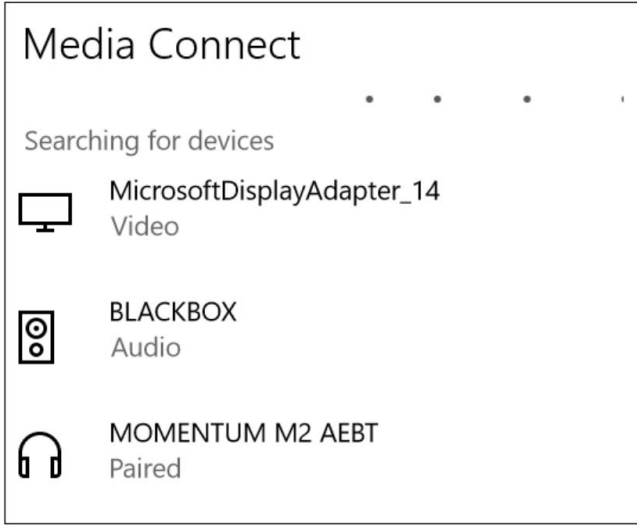 Media Connect
Searching for devices
MicrosoftDisplayAdapter_14
Video
BLACKBOX
Audio
MOMENTUM M2 AEBT
Paired